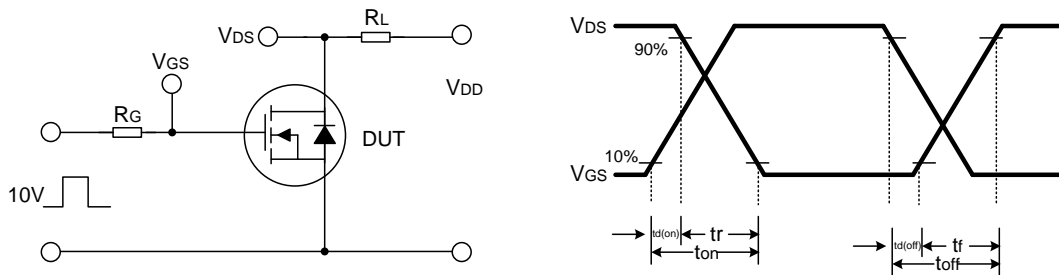 VDS
RL
VGS
VDD
RG
DUT
10V
VDS
90%
10%
VGS
td(on)
tr
ton
td(off)
tf
toff